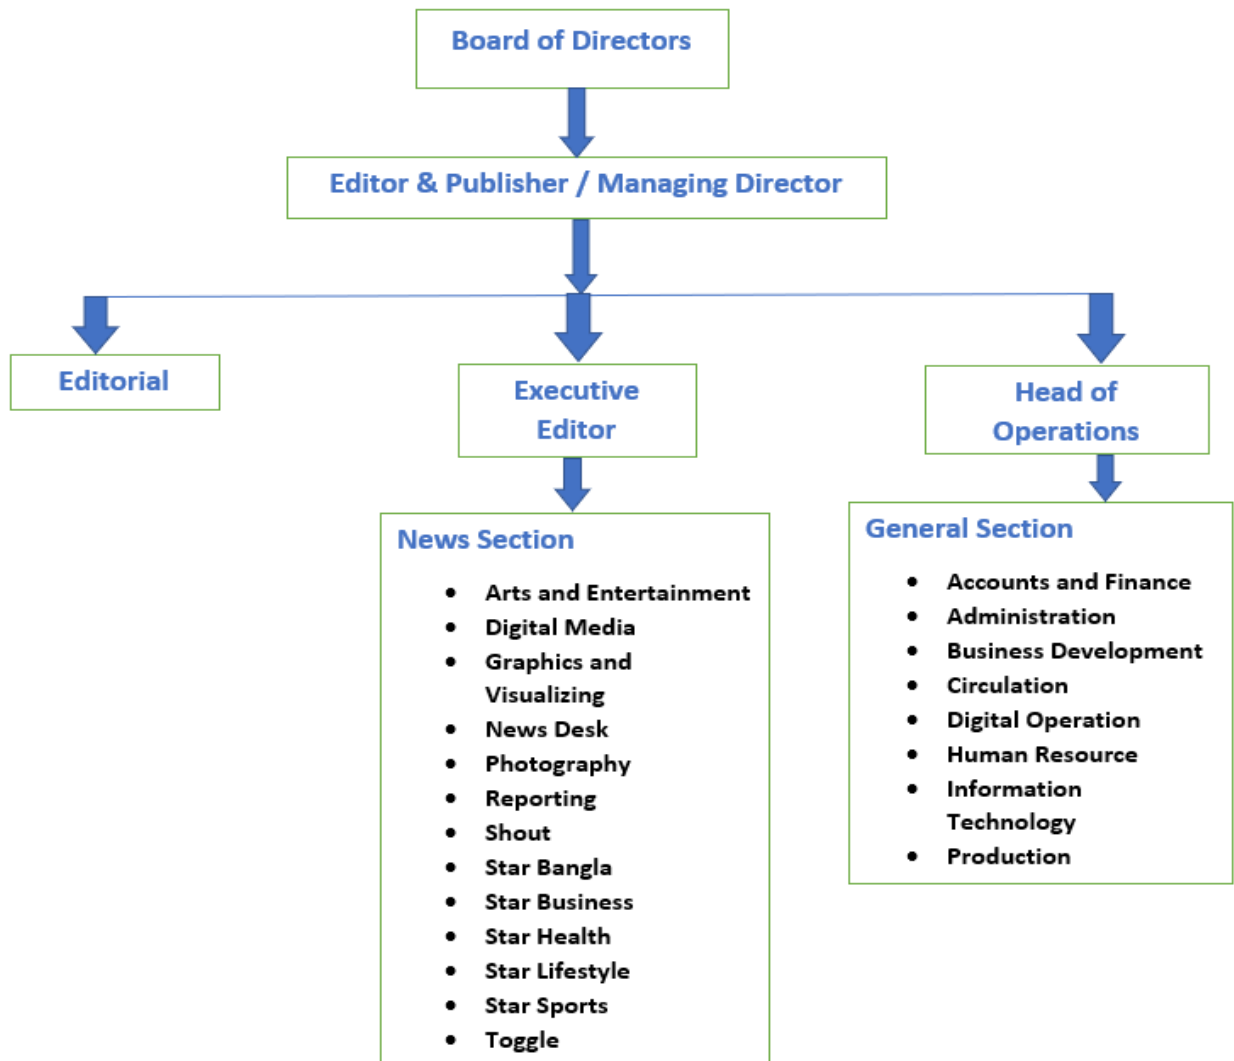 Board of Directors
Editor & Publisher / Managing Director
Editorial
Executive
Editor
Head of
Operations
News Section
• Arts and Entertainment
• Digital Media
• Graphics and
Visualizing
• News Desk
• Photography
• Reporting
• Shout
• Star Bangla
• Star Business
• Star Health
• Star Lifestyle
• Star Sports
• Toggle
General Section
• Accounts and Finance
• Administration
• Business Development
• Circulation
• Digital Operation
• Human Resource
• Information
Technology
• Production